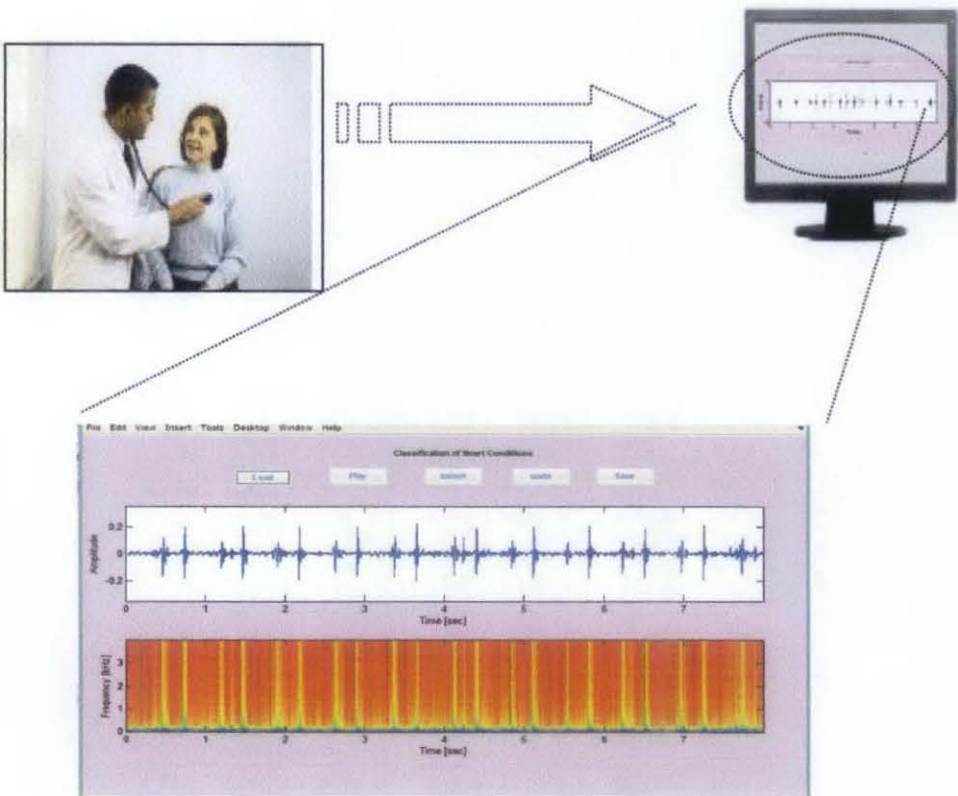 File Edit View Insert Tools Desktop Window Help
Classification of Heart Conditions
Load Play Save
0.2
0
-0.2
Amplitude
0 1 2 3 4 5 6 7
Time [sec]
3
2
1
0
Frequency [kHz]
0 1 2 3 4 5 6 7
Time [sec]